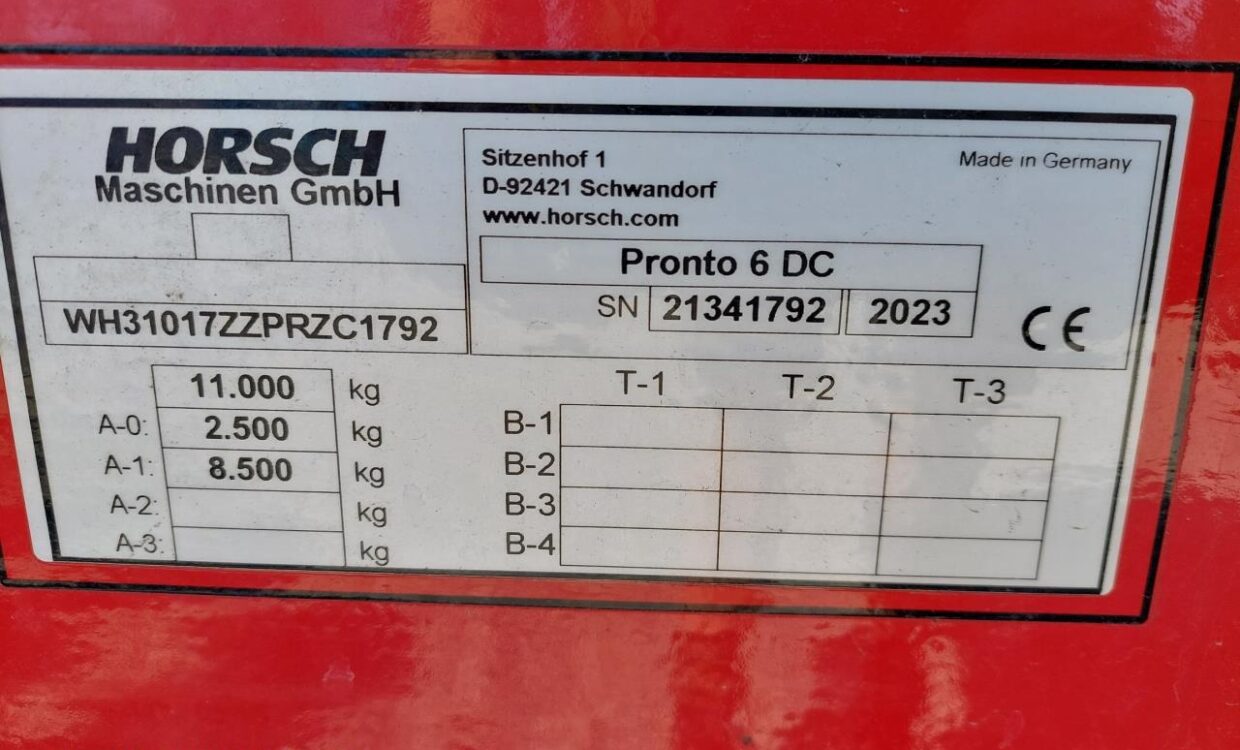 HORSCH
Maschinen GmbH
WH31017ZZPRZC1792
Sitzenhof 1
D-92421 Schwandorf
www.horsch.com
Made in Germany
Pronto 6 DC
SN 21341792 2023
CE
11.000 kg
A-0: 2.500 kg
A-1: 8.500 kg
A-2: kg
A-3: kg
T-1 T-2 T-3
B-1
B-2
B-3
B-4